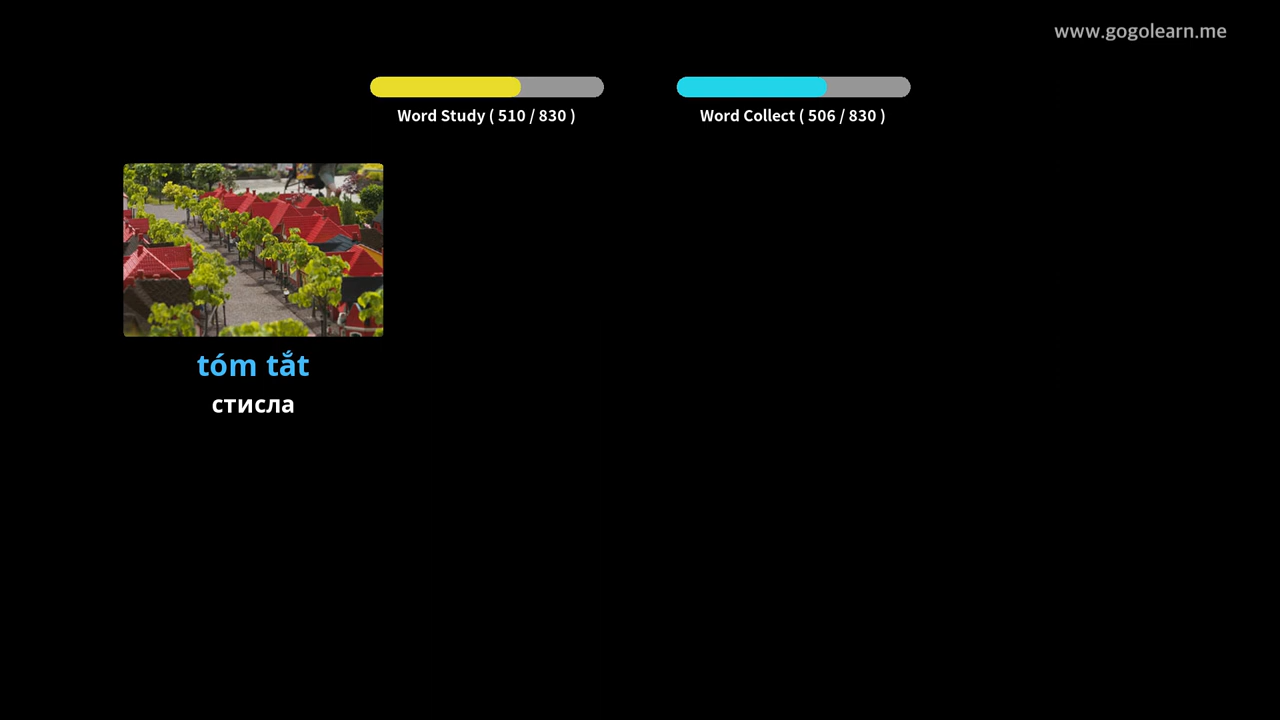 www.gogolearn.me
Word Study ( 510 / 830 )
Word Collect ( 506 / 830 )
tóm tắt
стисла